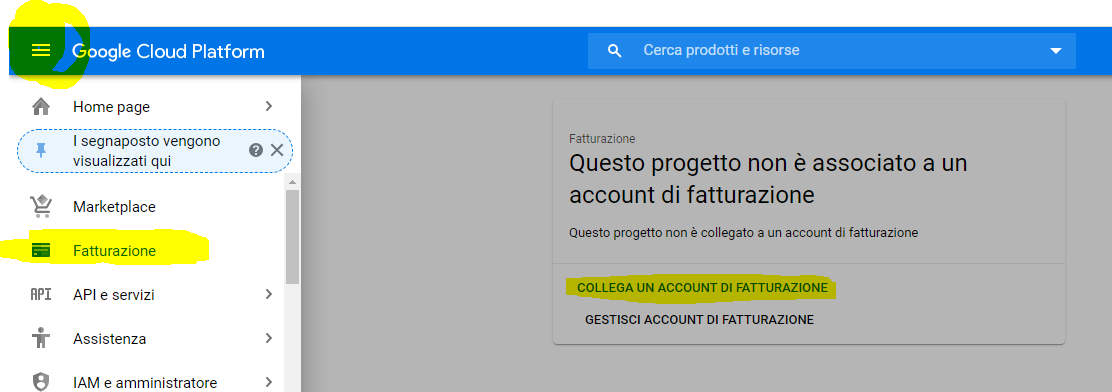 Google Cloud Platform
Cerca prodotti e risorse
Home page
I segnaposto vengono
visualizzati qui
Marketplace
Fatturazione
API e servizi
Assistenza
IAM e amministratore
Fatturazione
Questo progetto non è associato a un
account di fatturazione
Questo progetto non è collegato a un account di fatturazione
COLLEGA UN ACCOUNT DI FATTURAZIONE
GESTISCI ACCOUNT DI FATTURAZIONE